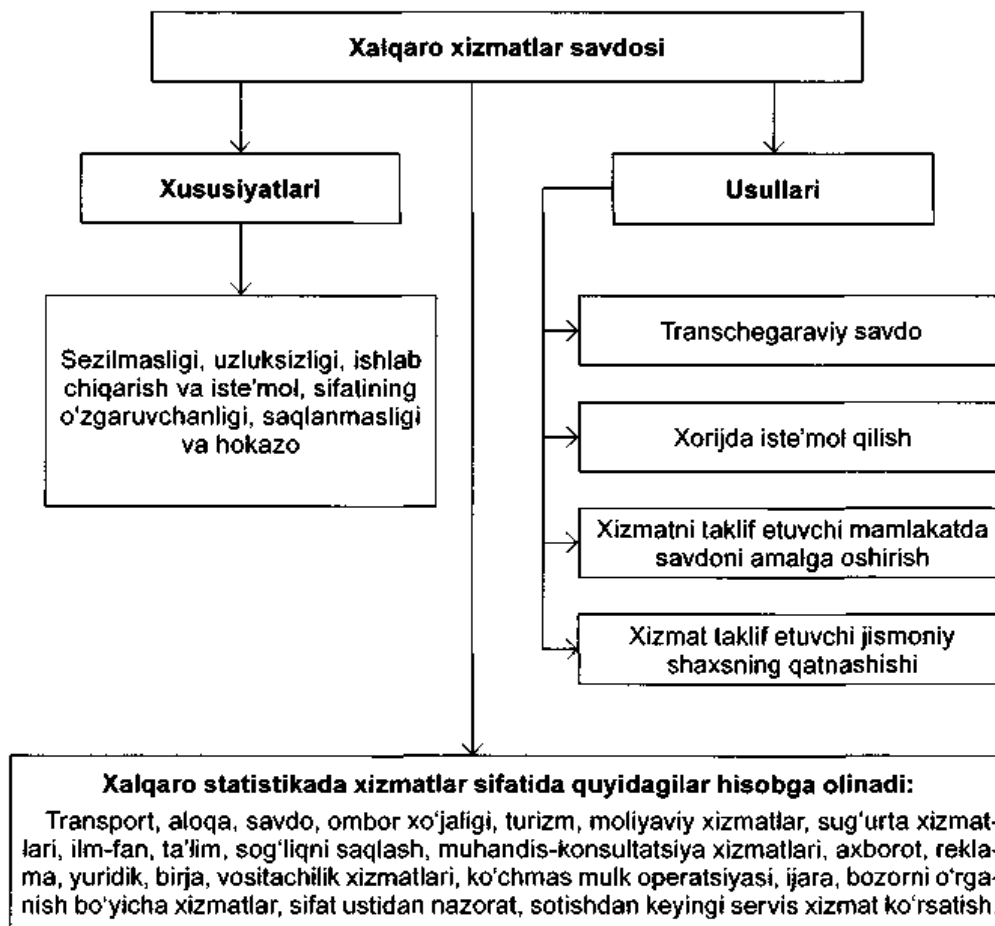 Xalqaro xizmatlar savdosi
Xususiyatlari
Usullari
Sezilmasligi, uzluksizligi, ishlab
chiqarish va iste'mol, sifatining
o‘zgaruvchanligi, saqlanmasligi
va hokazo
Transchegaraviy savdo
Xorijda iste'mol qilish
Xizmatni taklif etuvchi mamlakatda
savdoni amalga oshirish
Xizmat taklif etuvchi jismoniy
shaxsning qatnashishi
Xalqaro statistikada xizmatlar sifatida quyidagilar hisobga olinadi:
Transport, aloqa, savdo, ombor xo‘jaligi, turizm, moliyaviy xizmatlar, sug‘urta xizmat-
lari, ilm-fan, ta'lim, sog‘liqni saqlash, muhandis-konsultatsiya xizmatlari, axborot, rekla-
ma, yuridik, birja, vositachilik xizmatlari, ko‘chmas mulk operatsiyasi, ijara, bozorni o‘rga-
nish bo‘yicha xizmatlar, sifat ustidan nazorat, sotishdan keyingi servis xizmat ko‘rsatish.